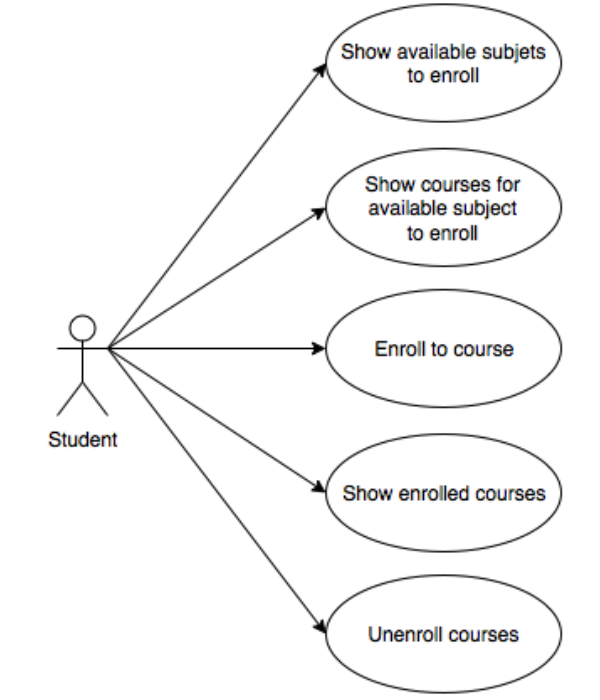 Show available subjets
to enroll
Show courses for
available subject
to enroll
Enroll to course
Student
Show enrolled courses
Unenroll courses